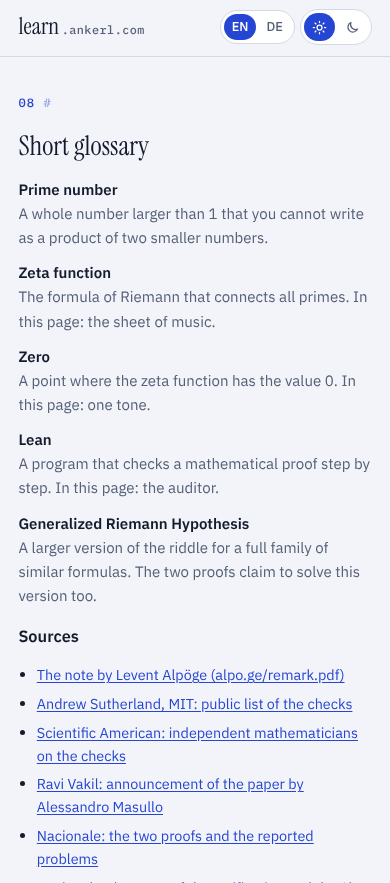 learn .ankerl.com EN DE
08 #
Short glossary
Prime number
A whole number larger than 1 that you cannot write
as a product of two smaller numbers.
Zeta function
The formula of Riemann that connects all primes. In
this page: the sheet of music.
Zero
A point where the zeta function has the value 0. In
this page: one tone.
Lean
A program that checks a mathematical proof step by
step. In this page: the auditor.
Generalized Riemann Hypothesis
A larger version of the riddle for a full family of
similar formulas. The two proofs claim to solve this
version too.
Sources
The note by Levent Alpöge (alpo.ge/remark.pdf)
Andrew Sutherland, MIT: public list of the checks
Scientific American: independent mathematicians
on the checks
Ravi Vakil: announcement of the paper by
Alessandro Masullo
Nacionale: the two proofs and the reported
problems